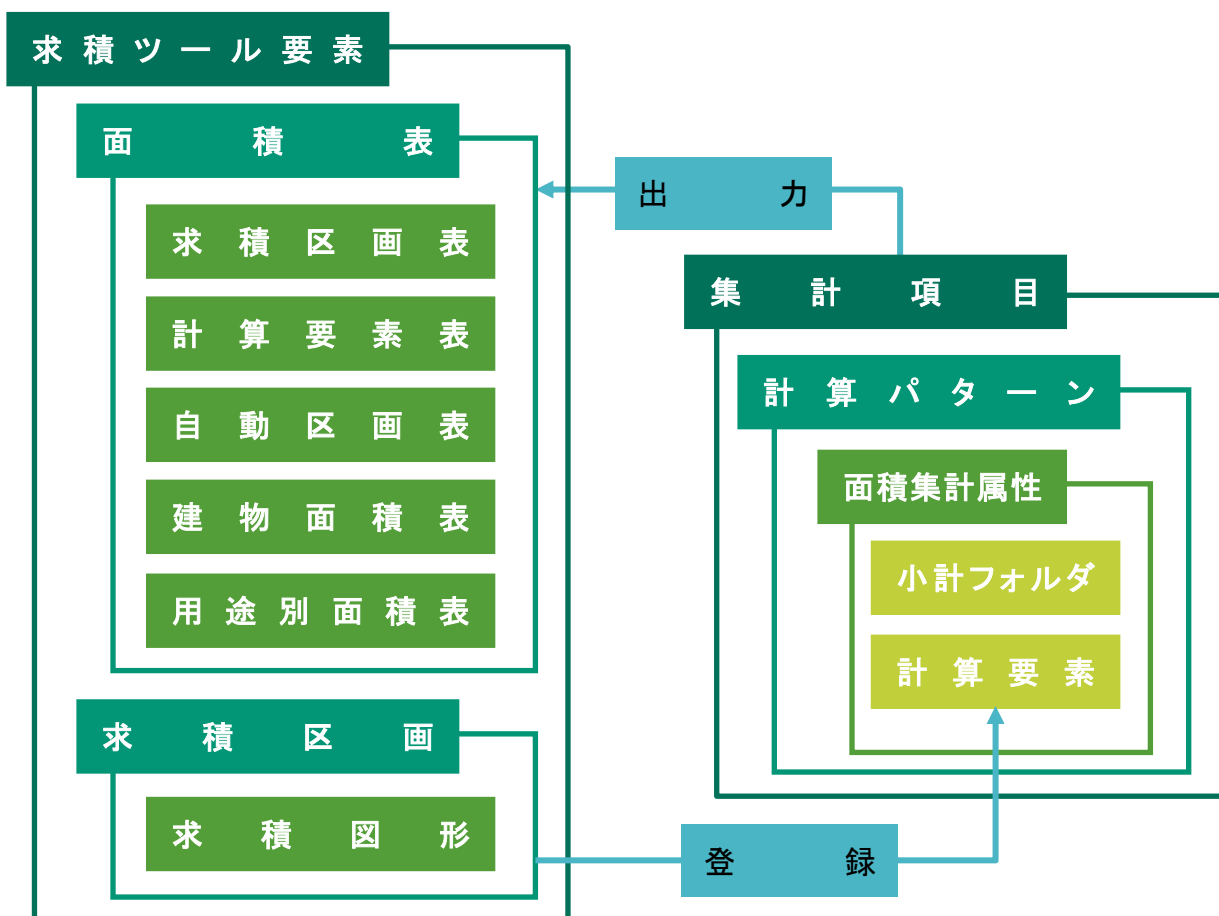 求積ツール要素
面積表
求積区画表
計算要素表
自動区画表
建物面積表
用途別面積表
求積区画
求積図形
出力
集計項目
計算パターン
面積集計属性
小計フォルダ
計算要素
登録